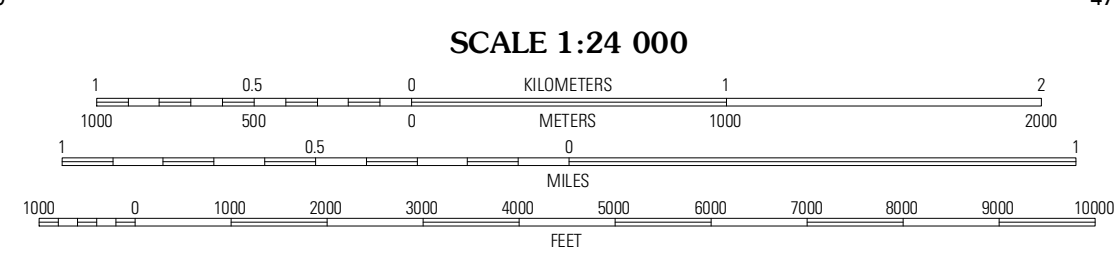 SCALE 1:24 000
1 0.5 0 KILOMETERS 1 2
1000 500 0 METERS 1000 2000
1 0.5 0 1
MILES
1000 0 1000 2000 3000 4000 5000 6000 7000 8000 9000 10000
FEET